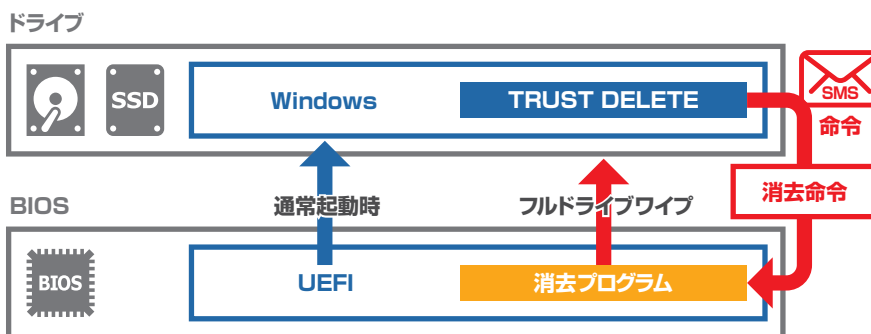 ドライブ
SSD
Windows
TRUST DELETE
SMS
命令
消去命令
通常起動時
フルドライブワイプ
BIOS
BIOS
UEFI
消去プログラム